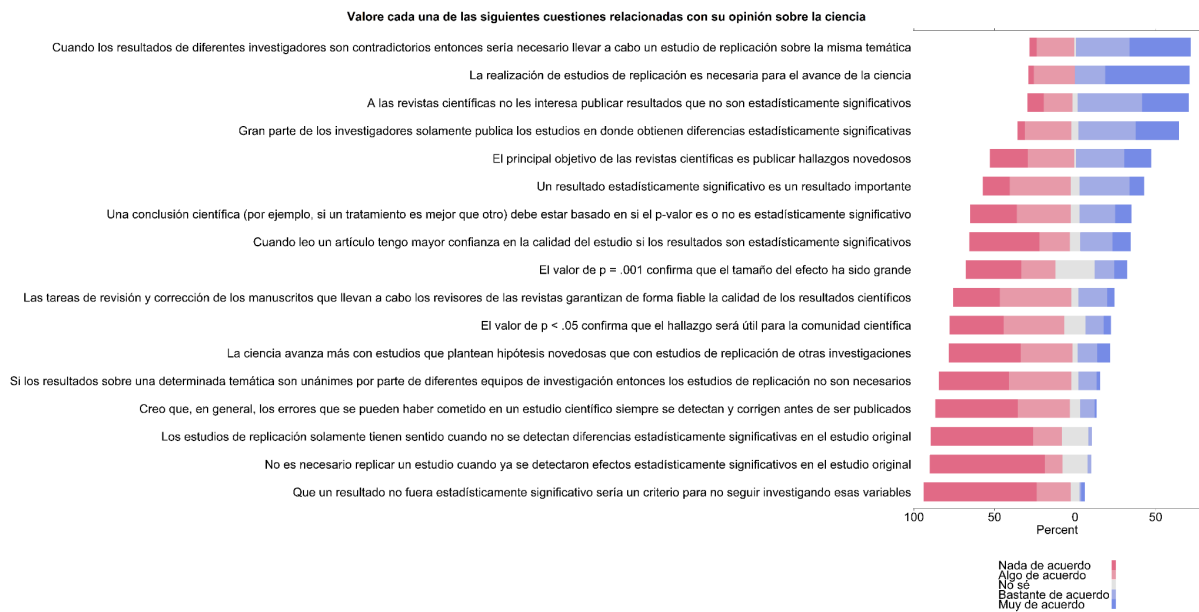 Valore cada una de las siguientes cuestiones relacionadas con su opinión sobre la ciencia
Cuando los resultados de diferentes investigadores son contradictorios entonces sería necesario llevar a cabo un estudio de replicación sobre la misma temática
La realización de estudios de replicación es necesaria para el avance de la ciencia
A las revistas científicas no les interesa publicar resultados que no son estadísticamente significativos
Gran parte de los investigadores solamente publica los estudios en donde obtienen diferencias estadísticamente significativas
El principal objetivo de las revistas científicas es publicar hallazgos novedosos
Un resultado estadísticamente significativo es un resultado importante
Una conclusión científica (por ejemplo, si un tratamiento es mejor que otro) debe estar basado en si el p-valor es o no es estadísticamente significativo
Cuando leo un artículo tengo mayor confianza en la calidad del estudio si los resultados son estadísticamente significativos
El valor de p = .001 confirma que el tamaño del efecto ha sido grande
Las tareas de revisión y corrección de los manuscritos que llevan a cabo los revisores de las revistas garantizan de forma fiable la calidad de los resultados científicos
El valor de p < .05 confirma que el hallazgo será útil para la comunidad científica
La ciencia avanza más con estudios que plantean hipótesis novedosas que con estudios de replicación de otras investigaciones
Si los resultados sobre una determinada temática son unánimes por parte de diferentes equipos de investigación entonces los estudios de replicación no son necesarios
Creo que, en general, los errores que se pueden haber cometido en un estudio científico siempre se detectan y corrigen antes de ser publicados
Los estudios de replicación solamente tienen sentido cuando no se detectan diferencias estadísticamente significativas en el estudio original
No es necesario replicar un estudio cuando ya se detectaron efectos estadísticamente significativos en el estudio original
Que un resultado no fuera estadísticamente significativo sería un criterio para no seguir investigando esas variables
100 50 0 50
Percent
Nada de acuerdo
Algo de acuerdo
No sé
Bastante de acuerdo
Muy de acuerdo